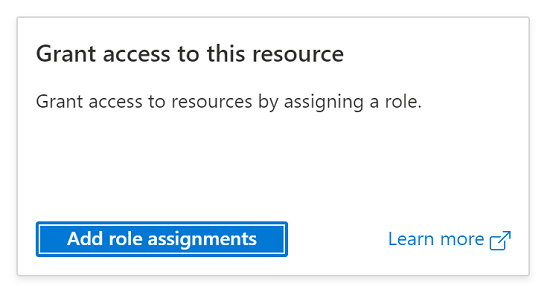 Grant access to this resource
Grant access to resources by assigning a role.
Add role assignments
Learn more